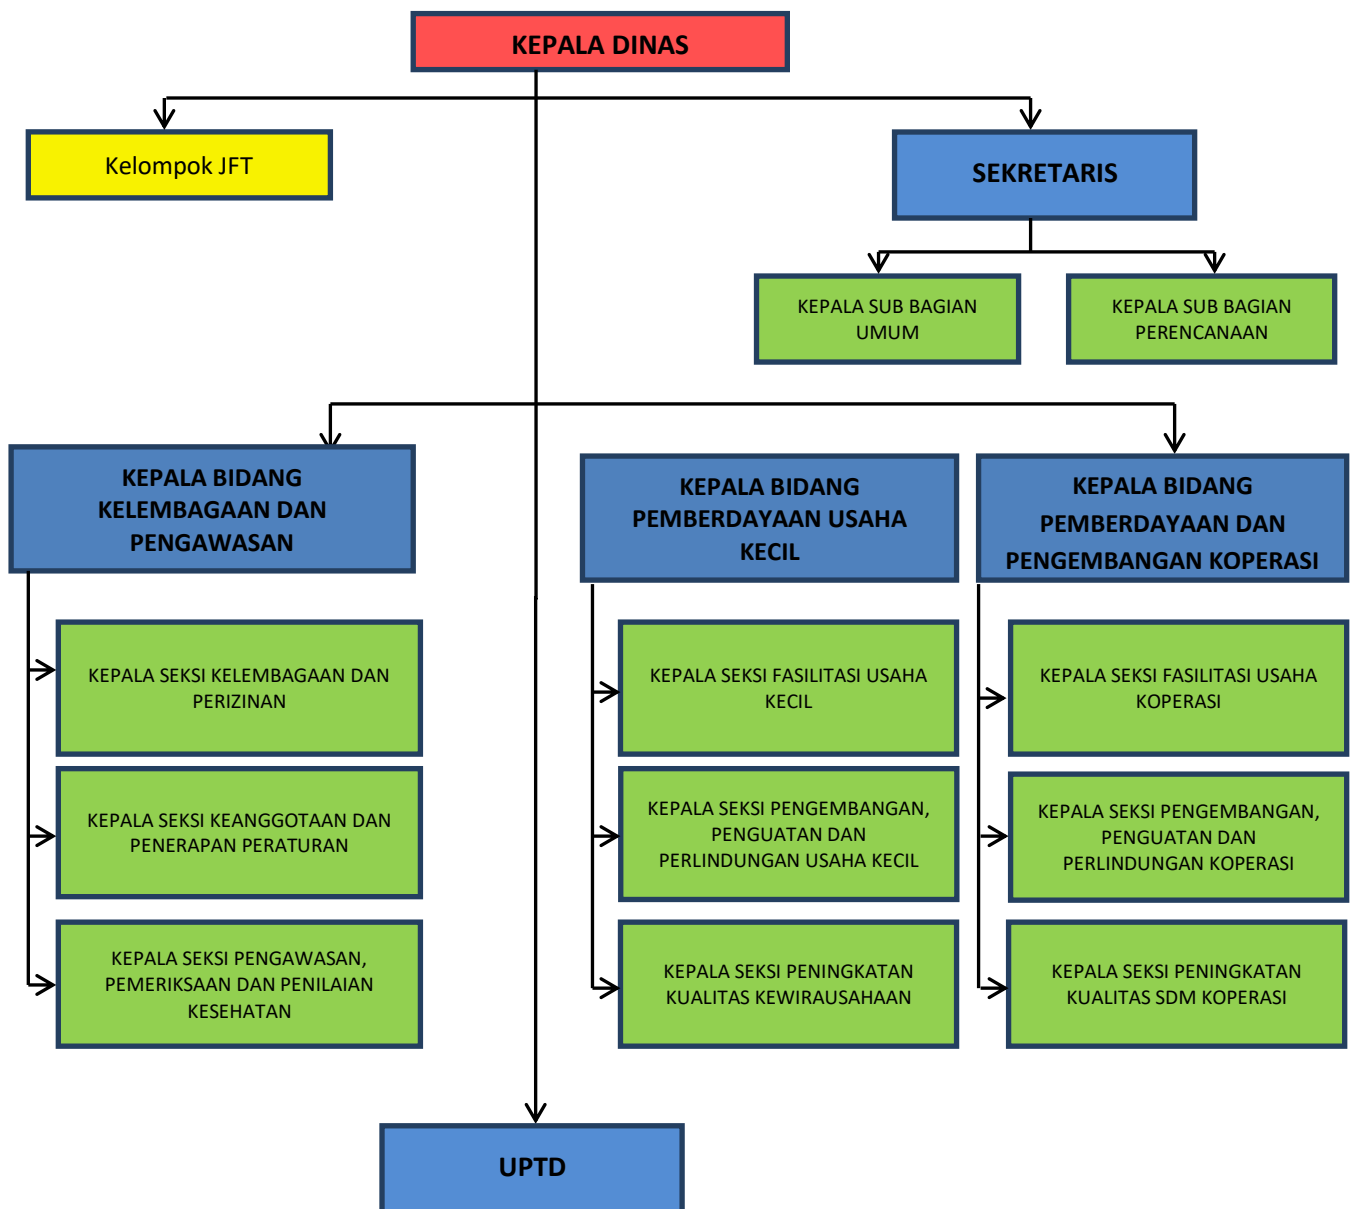 KEPALA DINAS
Kelompok JFT
SEKRETARIS
KEPALA SUB BAGIAN
UMUM
KEPALA SUB BAGIAN
PERENCANAAN
KEPALA BIDANG
KELEMBAGAAN DAN
PENGAWASAN
KEPALA BIDANG
PEMBERDAYAAN USAHA
KECIL
KEPALA BIDANG
PEMBERDAYAAN DAN
PENGEMBANGAN KOPERASI
KEPALA SEKSI KELEMBAGAAN DAN
PERIZINAN
KEPALA SEKSI FASILITASI USAHA
KECIL
KEPALA SEKSI FASILITASI USAHA
KOPERASI
KEPALA SEKSI KEANGGOTAAN DAN
PENERAPAN PERATURAN
KEPALA SEKSI PENGEMBANGAN,
PENGUATAN DAN
PERLINDUNGAN USAHA KECIL
KEPALA SEKSI PENGEMBANGAN,
PENGUATAN DAN
PERLINDUNGAN KOPERASI
KEPALA SEKSI PENGAWASAN,
PEMERIKSAAN DAN PENILAIAN
KESEHATAN
KEPALA SEKSI PENINGKATAN
KUALITAS KEWIRAUSAHAAN
KEPALA SEKSI PENINGKATAN
KUALITAS SDM KOPERASI
UPTD